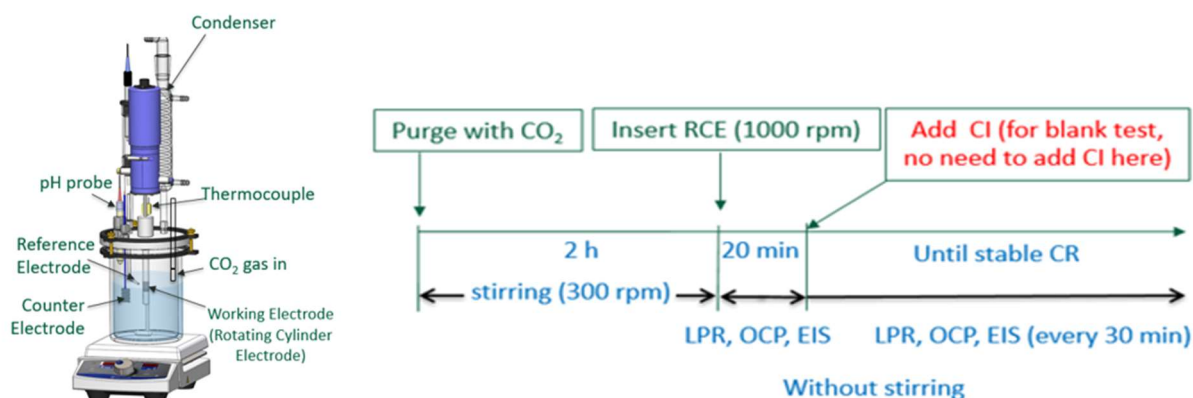 Condenser
pH probe
Thermocouple
Reference
Electrode
CO₂ gas in
Counter
Electrode
Working Electrode
(Rotating Cylinder
Electrode)
Purge with CO₂
Insert RCE (1000 rpm)
Add CI (for blank test,
no need to add CI here)
2 h
20 min
Until stable CR
stirring (300 rpm)
LPR, OCP, EIS
LPR, OCP, EIS (every 30 min)
Without stirring